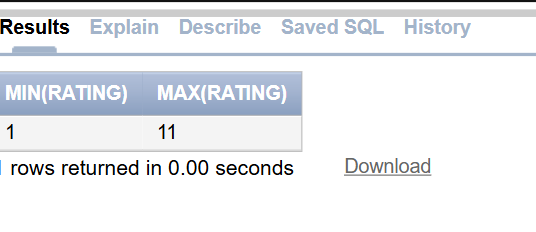 Results Explain Describe Saved SQL History
MIN(RATING) MAX(RATING)
1 11
rows returned in 0.00 seconds Download